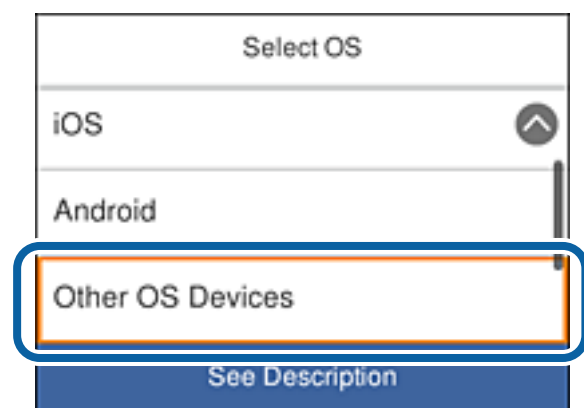 Select OS
iOS
Android
Other OS Devices
See Description